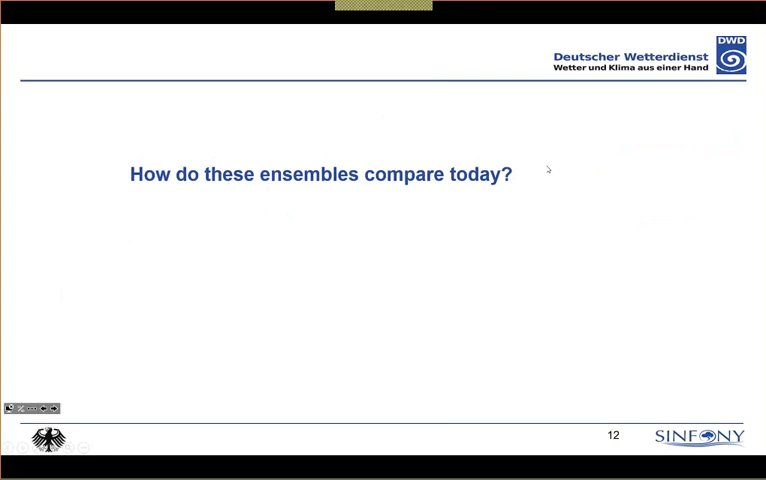 DWD
Deutscher Wetterdienst
Wetter und Klima aus einer Hand
How do these ensembles compare today?
12
SINFONY